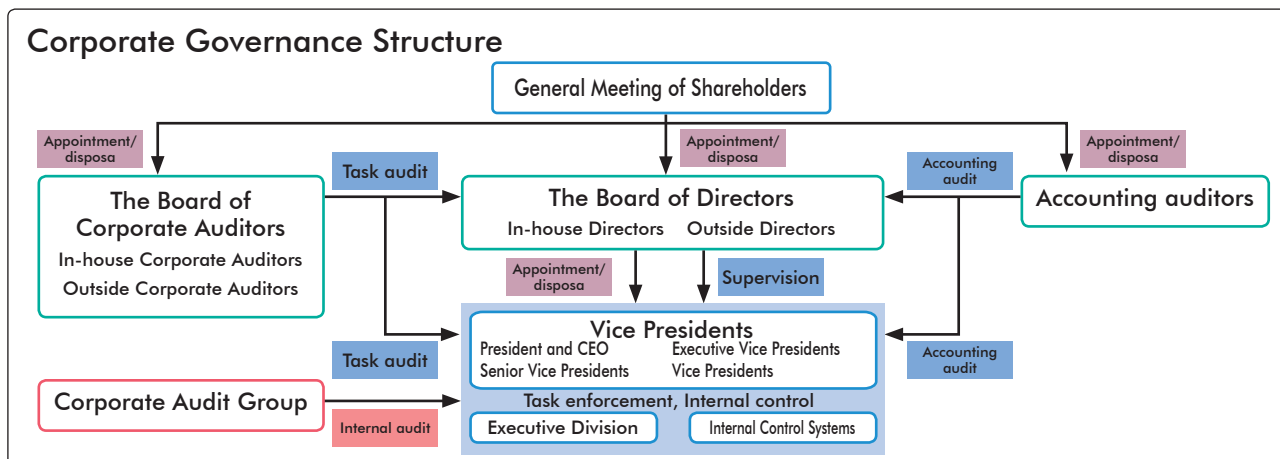 Corporate Governance Structure
General Meeting of Shareholders
Appointment/
disposa
Appointment/
disposa
Appointment/
disposa
Task audit
Accounting
audit
The Board of
Corporate Auditors
In-house Corporate Auditors
Outside Corporate Auditors
The Board of Directors
In-house Directors Outside Directors
Accounting auditors
Appointment/
disposa
Supervision
Vice Presidents
President and CEO Executive Vice Presidents
Senior Vice Presidents Vice Presidents
Task audit
Accounting
audit
Corporate Audit Group
Internal audit
Task enforcement, Internal control
Executive Division
Internal Control Systems